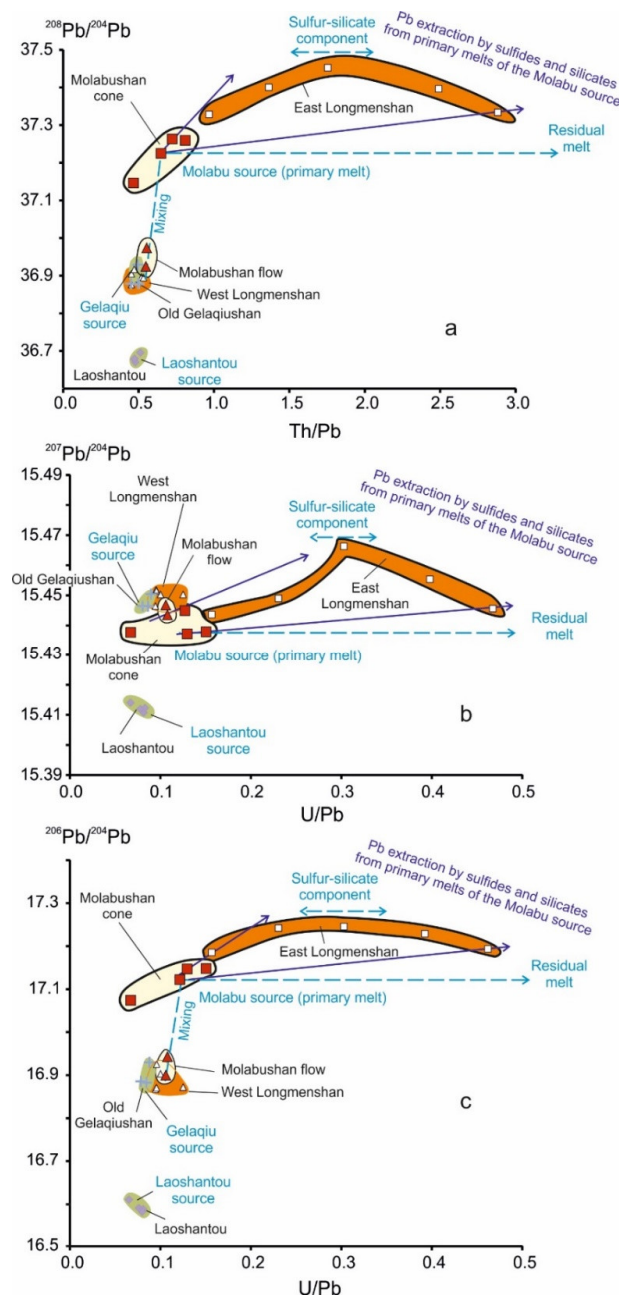 ²⁰⁸Pb/²⁰⁴Pb
37.5
37.3
37.1
36.9
36.7
Sulfur-silicate
component
Pb extraction by sulfides and silicates
from primary melts of the Molabu source
Molabushan
cone
East Longmenshan
Residual
melt
Molabu source (primary melt)
Mixing
Molabushan flow
West Longmenshan
Gelaqiu
source
Old Gelaqiushan
a
Laoshantou
Laoshantou
source
0.0 0.5 1.0 1.5 2.0 2.5 3.0
Th/Pb
²⁰⁷Pb/²⁰⁴Pb
15.49
15.47
15.45
15.43
15.41
15.39
West
Longmenshan
Sulfur-silicate
component
Pb extraction by sulfides and silicates
from primary melts of the Molabu source
Gelaqiu
source
Molabushan flow
Old Gelaqiushan
East
Longmenshan
Residual
melt
Molabushan
cone
Molabu source (primary melt)
Laoshantou
Laoshantou
source
b
0.0 0.1 0.2 0.3 0.4 0.5
U/Pb
²⁰⁶Pb/²⁰⁴Pb
17.3
17.1
16.9
16.7
16.5
Sulfur-silicate
component
Pb extraction by sulfides and silicates
from primary melts of the Molabu source
Molabushan
cone
East Longmenshan
Residual
melt
Molabu source (primary melt)
Mixing
Molabushan flow
West Longmenshan
Old
Gelaqiushan
Gelaqiu
source
c
Laoshantou
source
Laoshantou
0.0 0.1 0.2 0.3 0.4 0.5
U/Pb